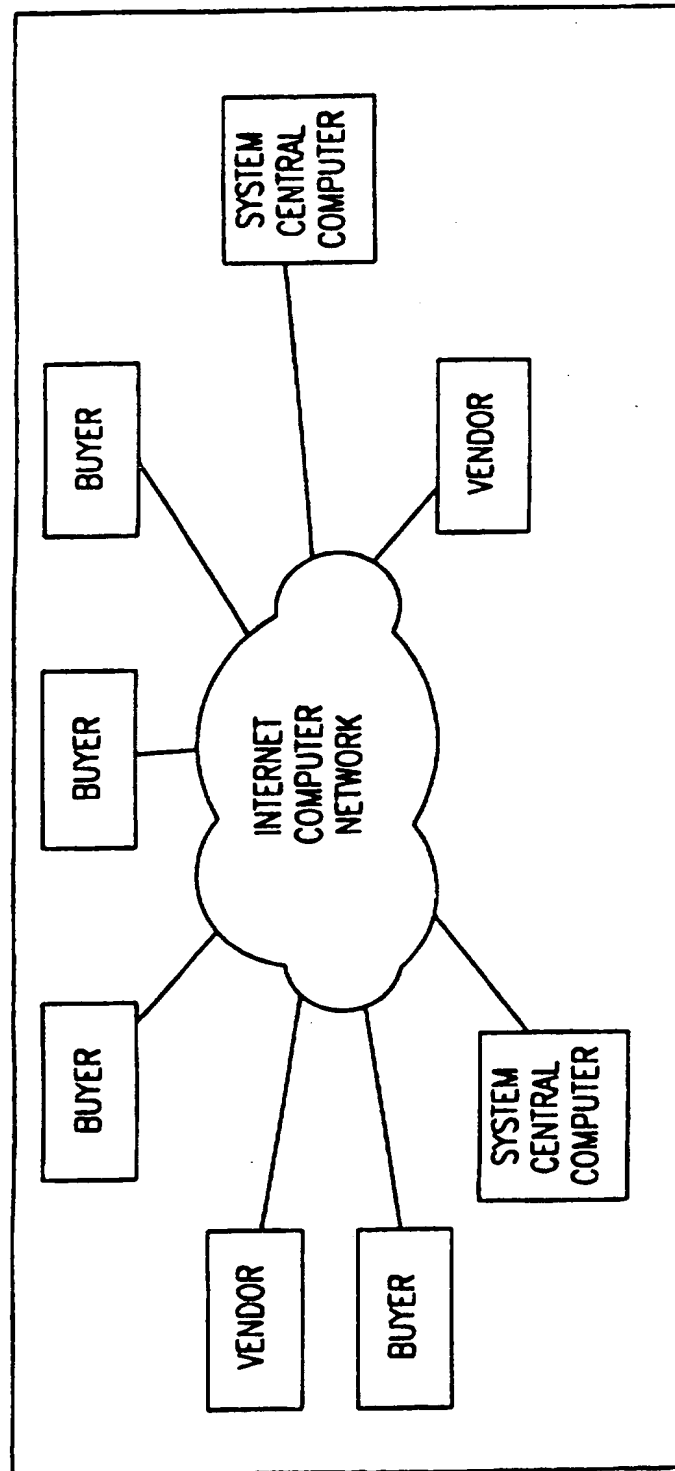 BUYER
BUYER
BUYER
VENDOR
BUYER
INTERNET
COMPUTER
NETWORK
SYSTEM
CENTRAL
COMPUTER
SYSTEM
CENTRAL
COMPUTER
VENDOR